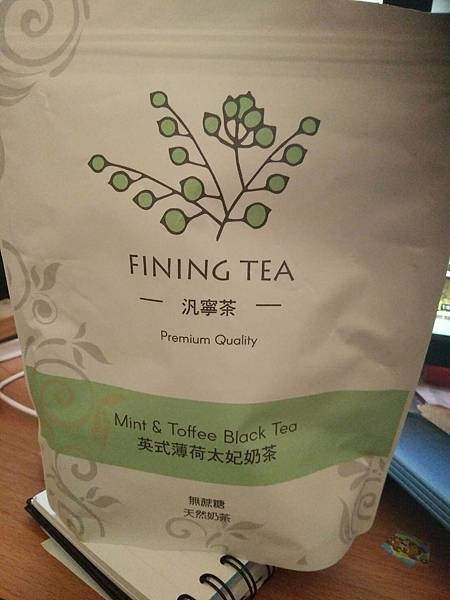 FINING TEA
— 汎寧茶 —
Premium Quality
Mint & Toffee Black Tea
英式薄荷太妃奶茶
無蔗糖
天然奶茶